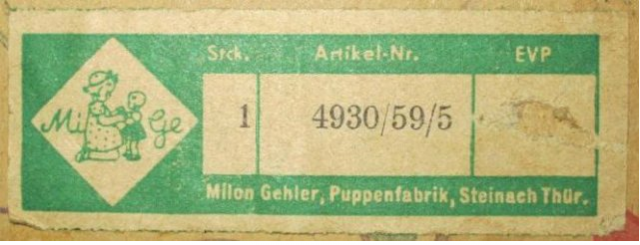 Stck. Artikel-Nr. EVP
Mi Ge 1 4930/59/5
Milon Gehler, Puppenfabrik, Steinach Thür.